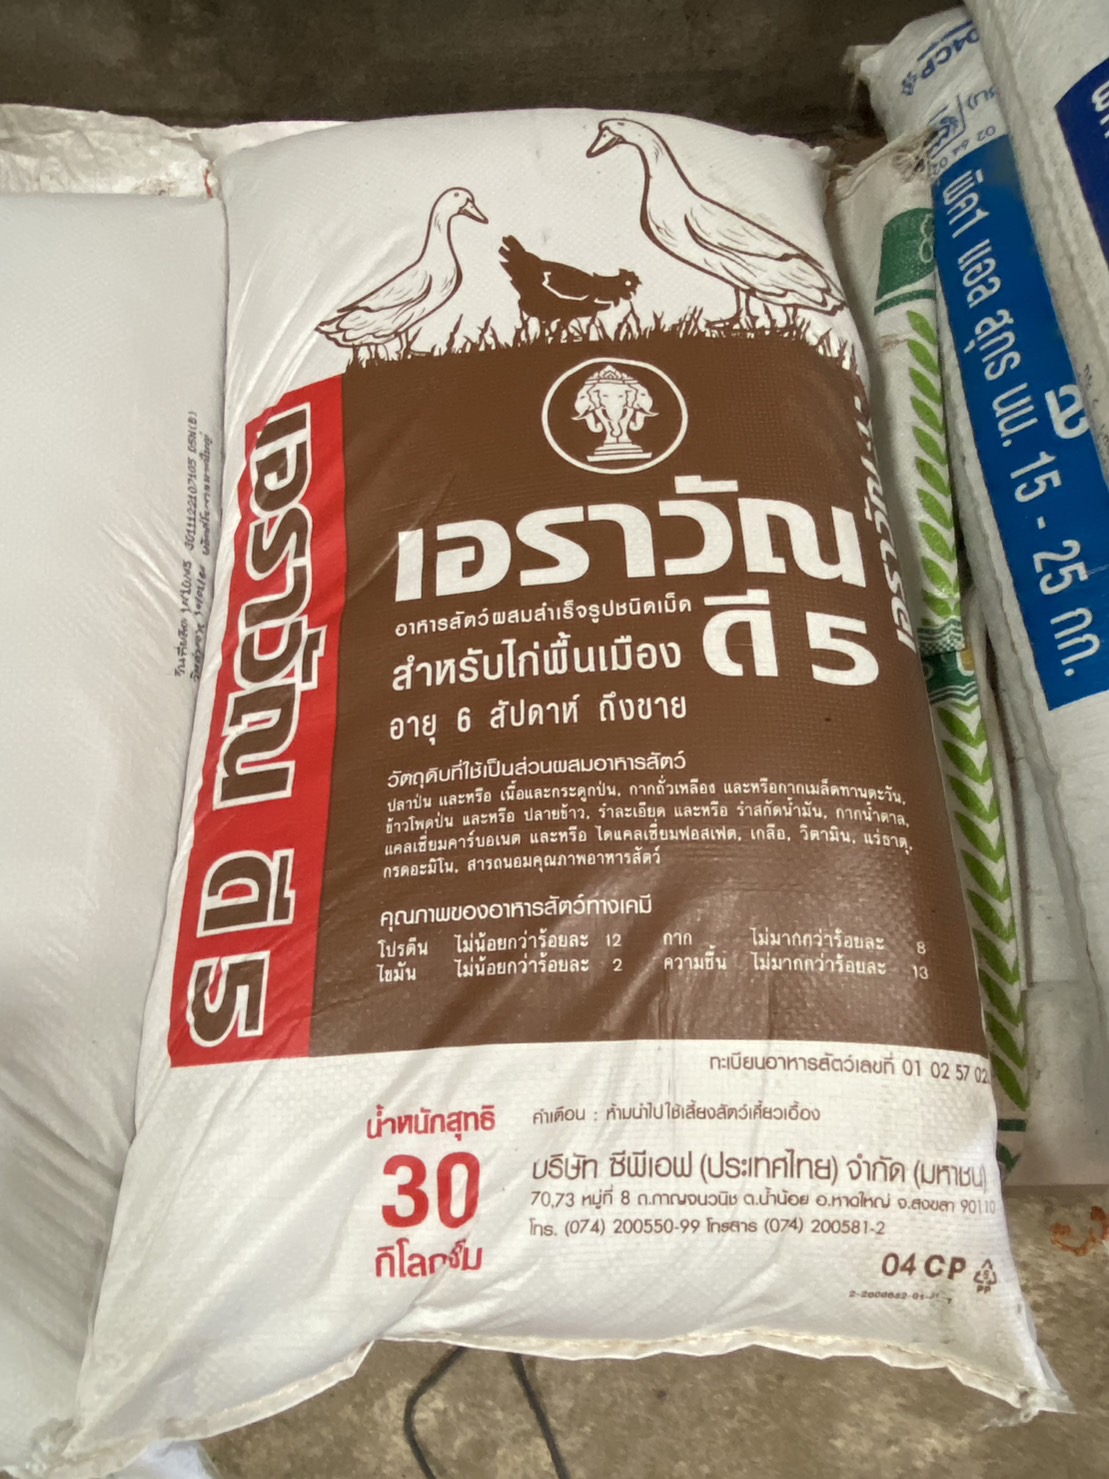 เอราวัณ
อาหารสัตว์ผสมสำเร็จรูปชนิดเม็ด
ดี 5
สำหรับไก่พื้นเมือง
อายุ 6 สัปดาห์ ถึงขาย
วัตถุดิบที่ใช้เป็นส่วนผสมอาหารสัตว์
ปลาป่น และหรือ เนื้อและกระดูกป่น, กากถั่วเหลือง และหรือกากเมล็ดทานตะวัน,
ข้าวโพดป่น และหรือ ปลายข้าว, รำละเอียด และหรือ รำสกัดน้ำมัน, กากน้ำตาล,
แคลเซี่ยมคาร์บอเนต และหรือ ไดแคลเซี่ยมฟอสเฟต, เกลือ, วิตามิน, แร่ธาตุ,
กรดอะมิโน, สารถนอมคุณภาพอาหารสัตว์
คุณภาพของอาหารสัตว์ทางเคมี
โปรตีน ไม่น้อยกว่าร้อยละ 12 กาก ไม่มากกว่าร้อยละ 8
ไขมัน ไม่น้อยกว่าร้อยละ 2 ความชื้น ไม่มากกว่าร้อยละ 13
ทะเบียนอาหารสัตว์เลขที่ 01 02 57 02
น้ำหนักสุทธิ
30
กิโลกรัม
คำเตือน : ห้ามนำไปใช้เลี้ยงสัตว์เคี้ยวเอื้อง
บริษัท ซีพีเอฟ (ประเทศไทย) จำกัด (มหาชน)
70,73 หมู่ที่ 8 ถ.กาญจนวนิช ต.น้ำน้อย อ.หาดใหญ่ จ.สงขลา 90110
โทร. (074) 200550-99 โทรสาร (074) 200581-2
04 CP
5
PP
เอราวัณ ดี 5
เอราวัณ
04CP
แอล สุกร นน. 15 - 25 กก.